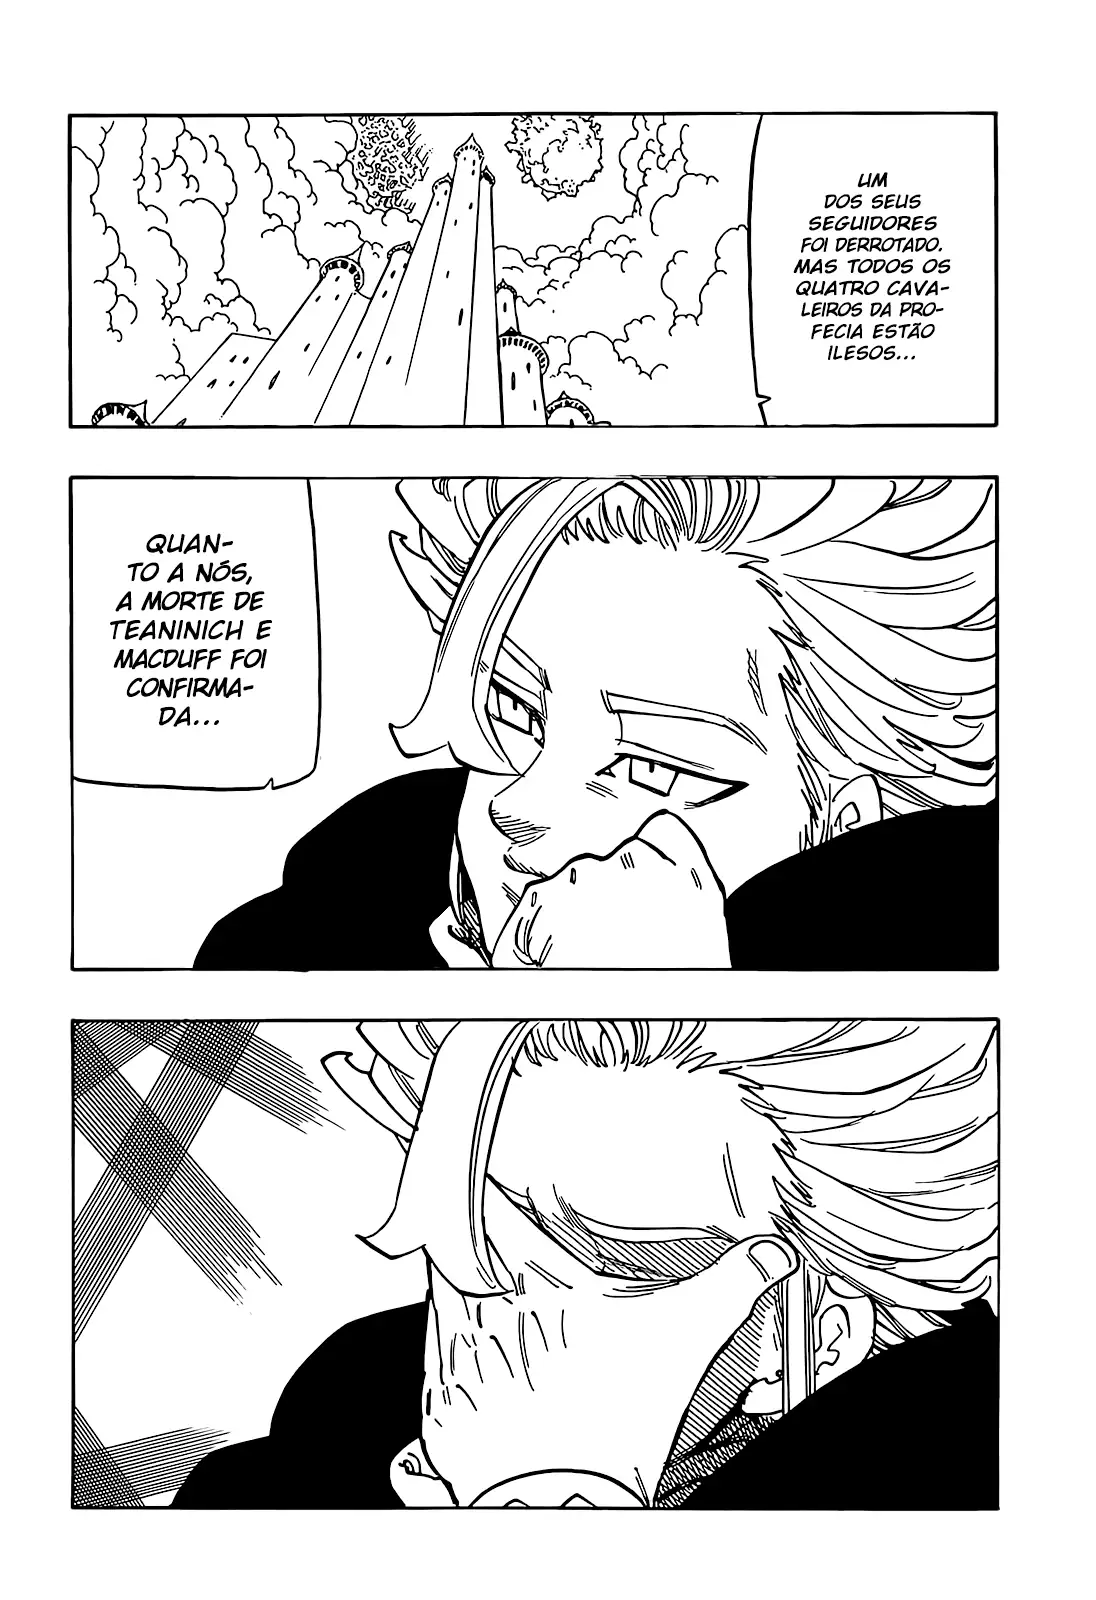 UM
DOS SEUS
SEGUIDORES
FOI DERROTADO.
MAS TODOS OS
QUATRO CAVA-
LEIROS DA PRO-
FECIA ESTÃO
ILESOS...
QUAN-
TO A NÓS,
A MORTE DE
TEANINICH E
MACDUFF FOI
CONFIRMA-
DA...